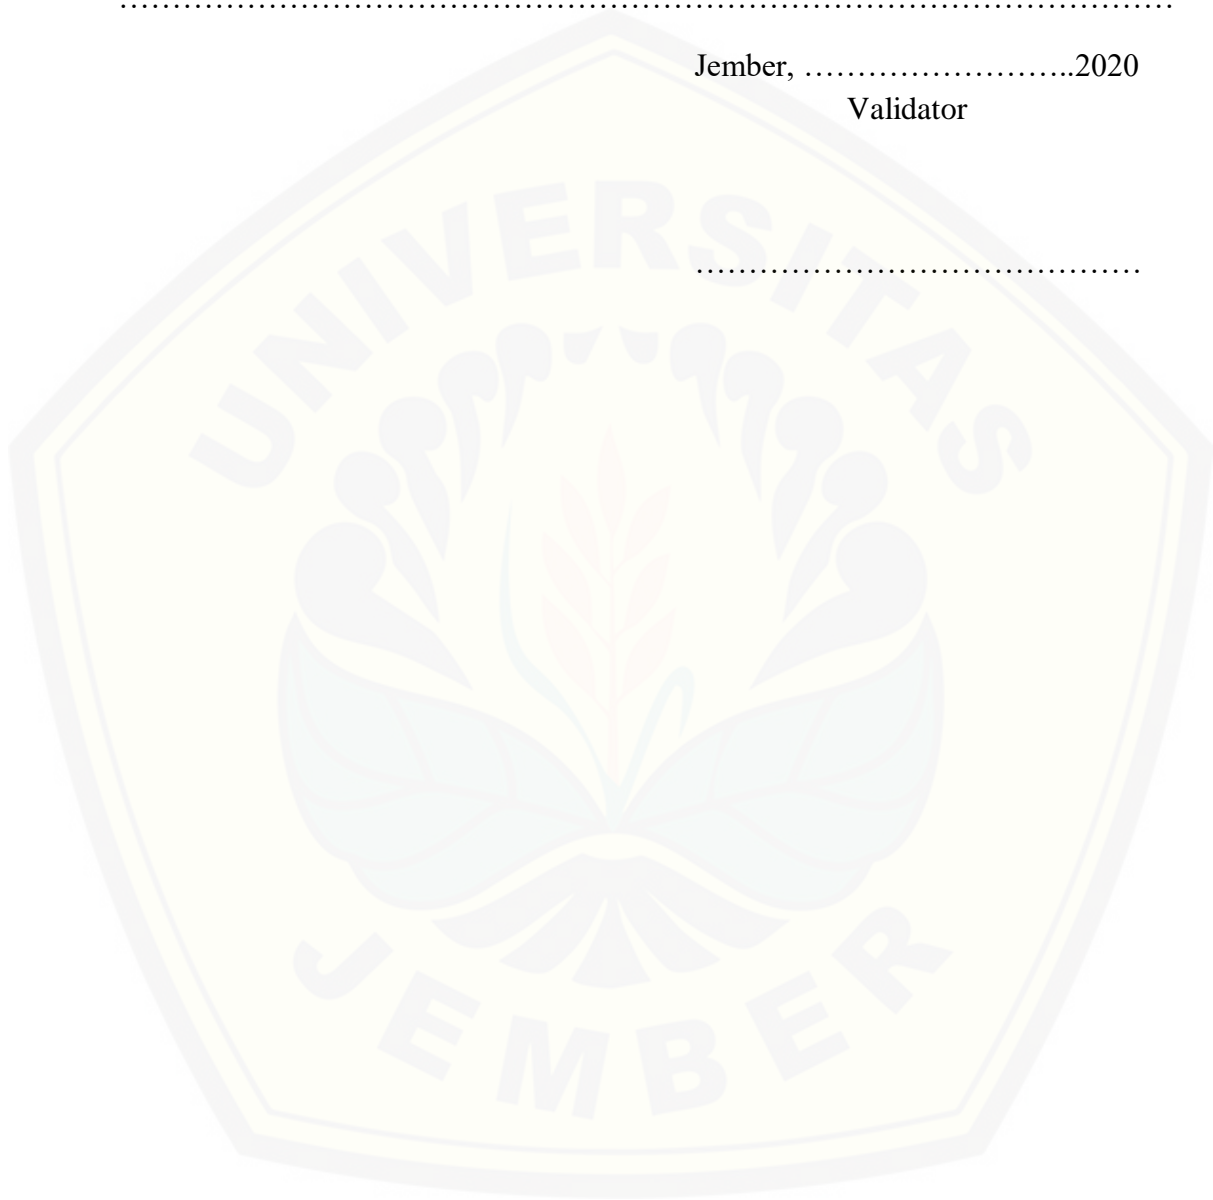 ……………………………………………………………………………………………
Jember, ……………………..2020
Validator
……………………………………
UNIVERSITAS
JEMBER